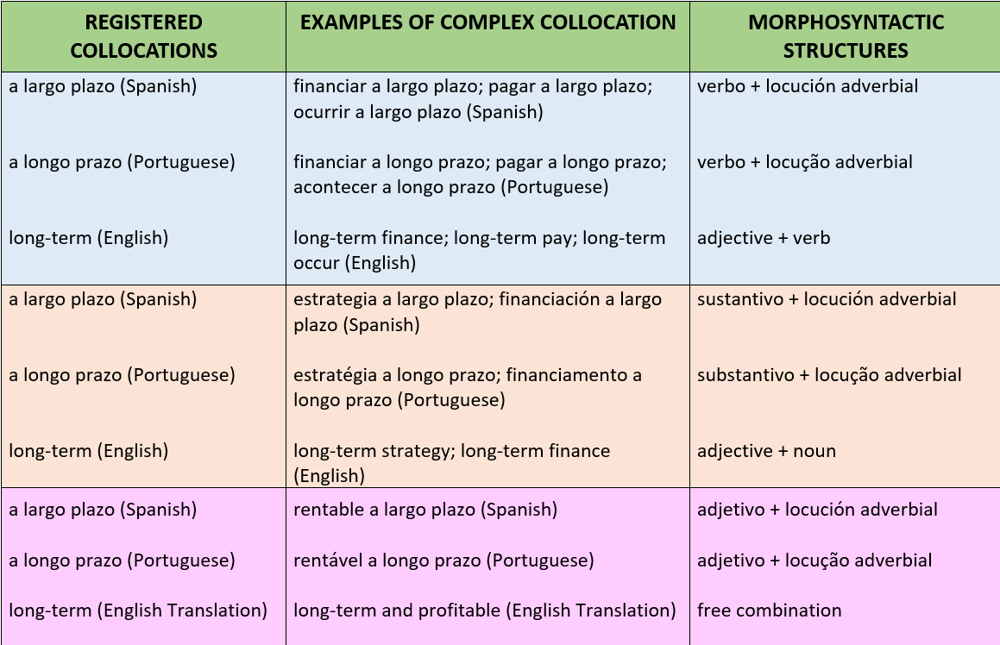 REGISTERED
COLLOCATIONS
EXAMPLES OF COMPLEX COLLOCATION
MORPHOSYNTACTIC
STRUCTURES
a largo plazo (Spanish)
financiar a largo plazo; pagar a largo plazo;
ocurrir a largo plazo (Spanish)
verbo + locución adverbial
a longo prazo (Portuguese)
financiar a longo prazo; pagar a longo prazo;
acontecer a longo prazo (Portuguese)
verbo + locução adverbial
long-term (English)
long-term finance; long-term pay; long-term
occur (English)
adjective + verb
a largo plazo (Spanish)
estrategia a largo plazo; financiación a largo
plazo (Spanish)
sustantivo + locución adverbial
a longo prazo (Portuguese)
estratégia a longo prazo; financiamento a
longo prazo (Portuguese)
substantivo + locução adverbial
long-term (English)
long-term strategy; long-term finance
(English)
adjective + noun
a largo plazo (Spanish)
rentable a largo plazo (Spanish)
adjetivo + locución adverbial
a longo prazo (Portuguese)
rentável a longo prazo (Portuguese)
adjetivo + locução adverbial
long-term (English Translation)
long-term and profitable (English Translation)
free combination